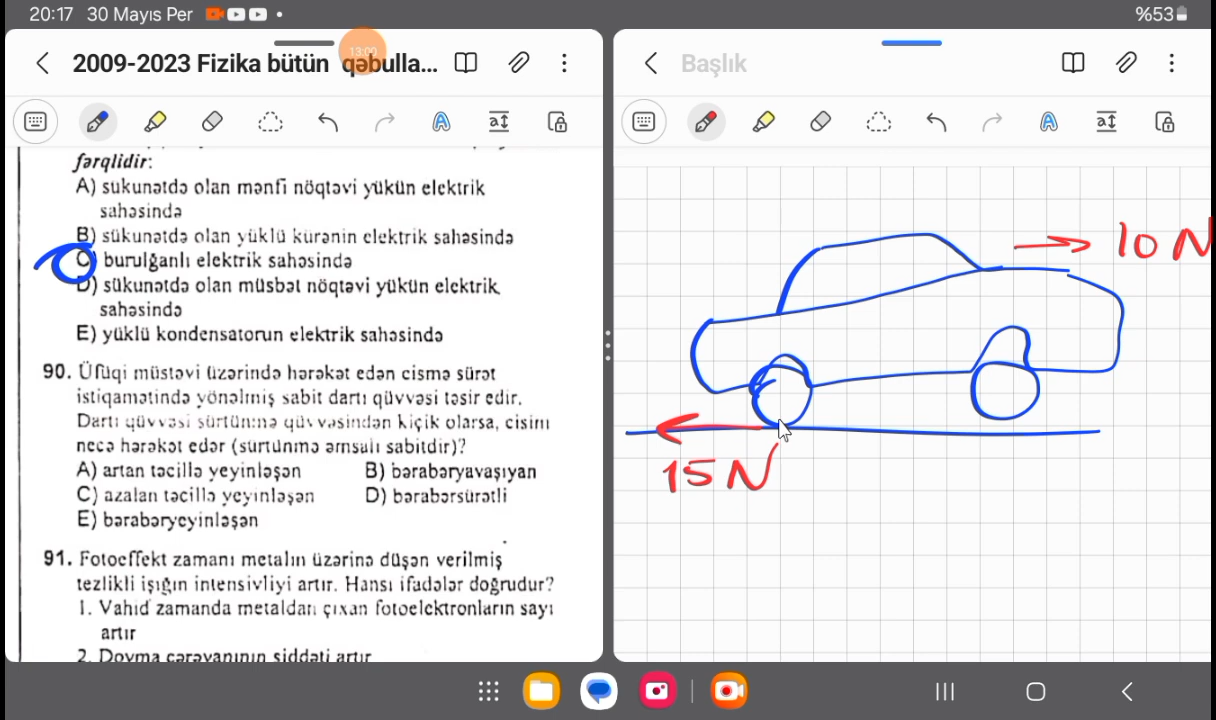 20:17 30 Mayıs Per
%53
13:00
2009-2023 Fizika bütün qəbulla...
Başlık
fərqlidir:
A) sükunətdə olan mənfi nöqtəvi yükün elektrik
sahəsində
B) sükunətdə olan yüklü kürənin elektrik sahəsində
C) burulğanlı elektrik sahəsində
D) sükunətdə olan müsbət nöqtəvi yükün elektrik
sahəsində
E) yüklü kondensatorun elektrik sahəsində
90. Üfüqi müstəvi üzərində hərəkət edən cismə sürət
istiqamətində yönəlmiş sabit dartı qüvvəsi təsir edir.
Dartı qüvvəsi sürtünmə qüvvəsindən kiçik olarsa, cisim
necə hərəkət edər (sürtünmə əmsalı sabitdir)?
A) artan təcillə yeyinləşən B) bərabəryavaşıyan
C) azalan təcillə yeyinləşən D) bərabərsürətli
E) bərabəryeyinləşən
91. Fotoeffekt zamanı metalın üzərinə düşən verilmiş
tezlikli işığın intensivliyi artır. Hansı ifadələr doğrudur?
1. Vahid zamanda metaldan çıxan fotoelektronların sayı
artır
2. Doyma cərəyanının şiddəti artır
10 N
15 N